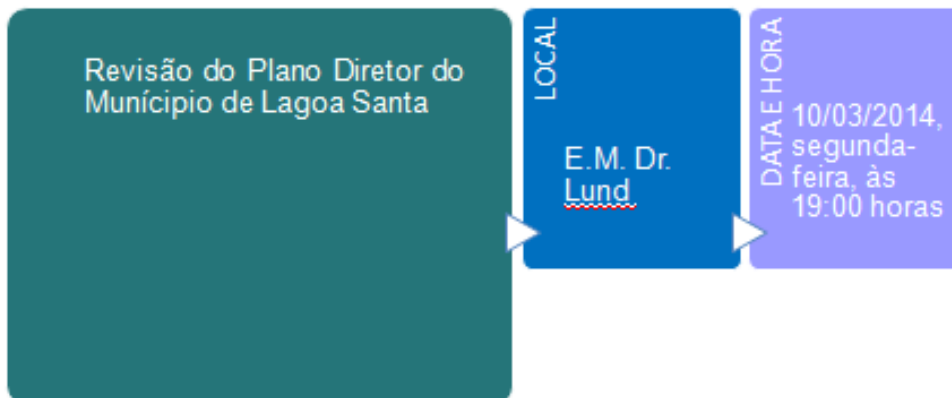 Revisão do Plano Diretor do
Munícipio de Lagoa Santa
LOCAL
E.M. Dr.
Lund
DATA E HORA
10/03/2014,
segunda-
feira, às
19:00 horas